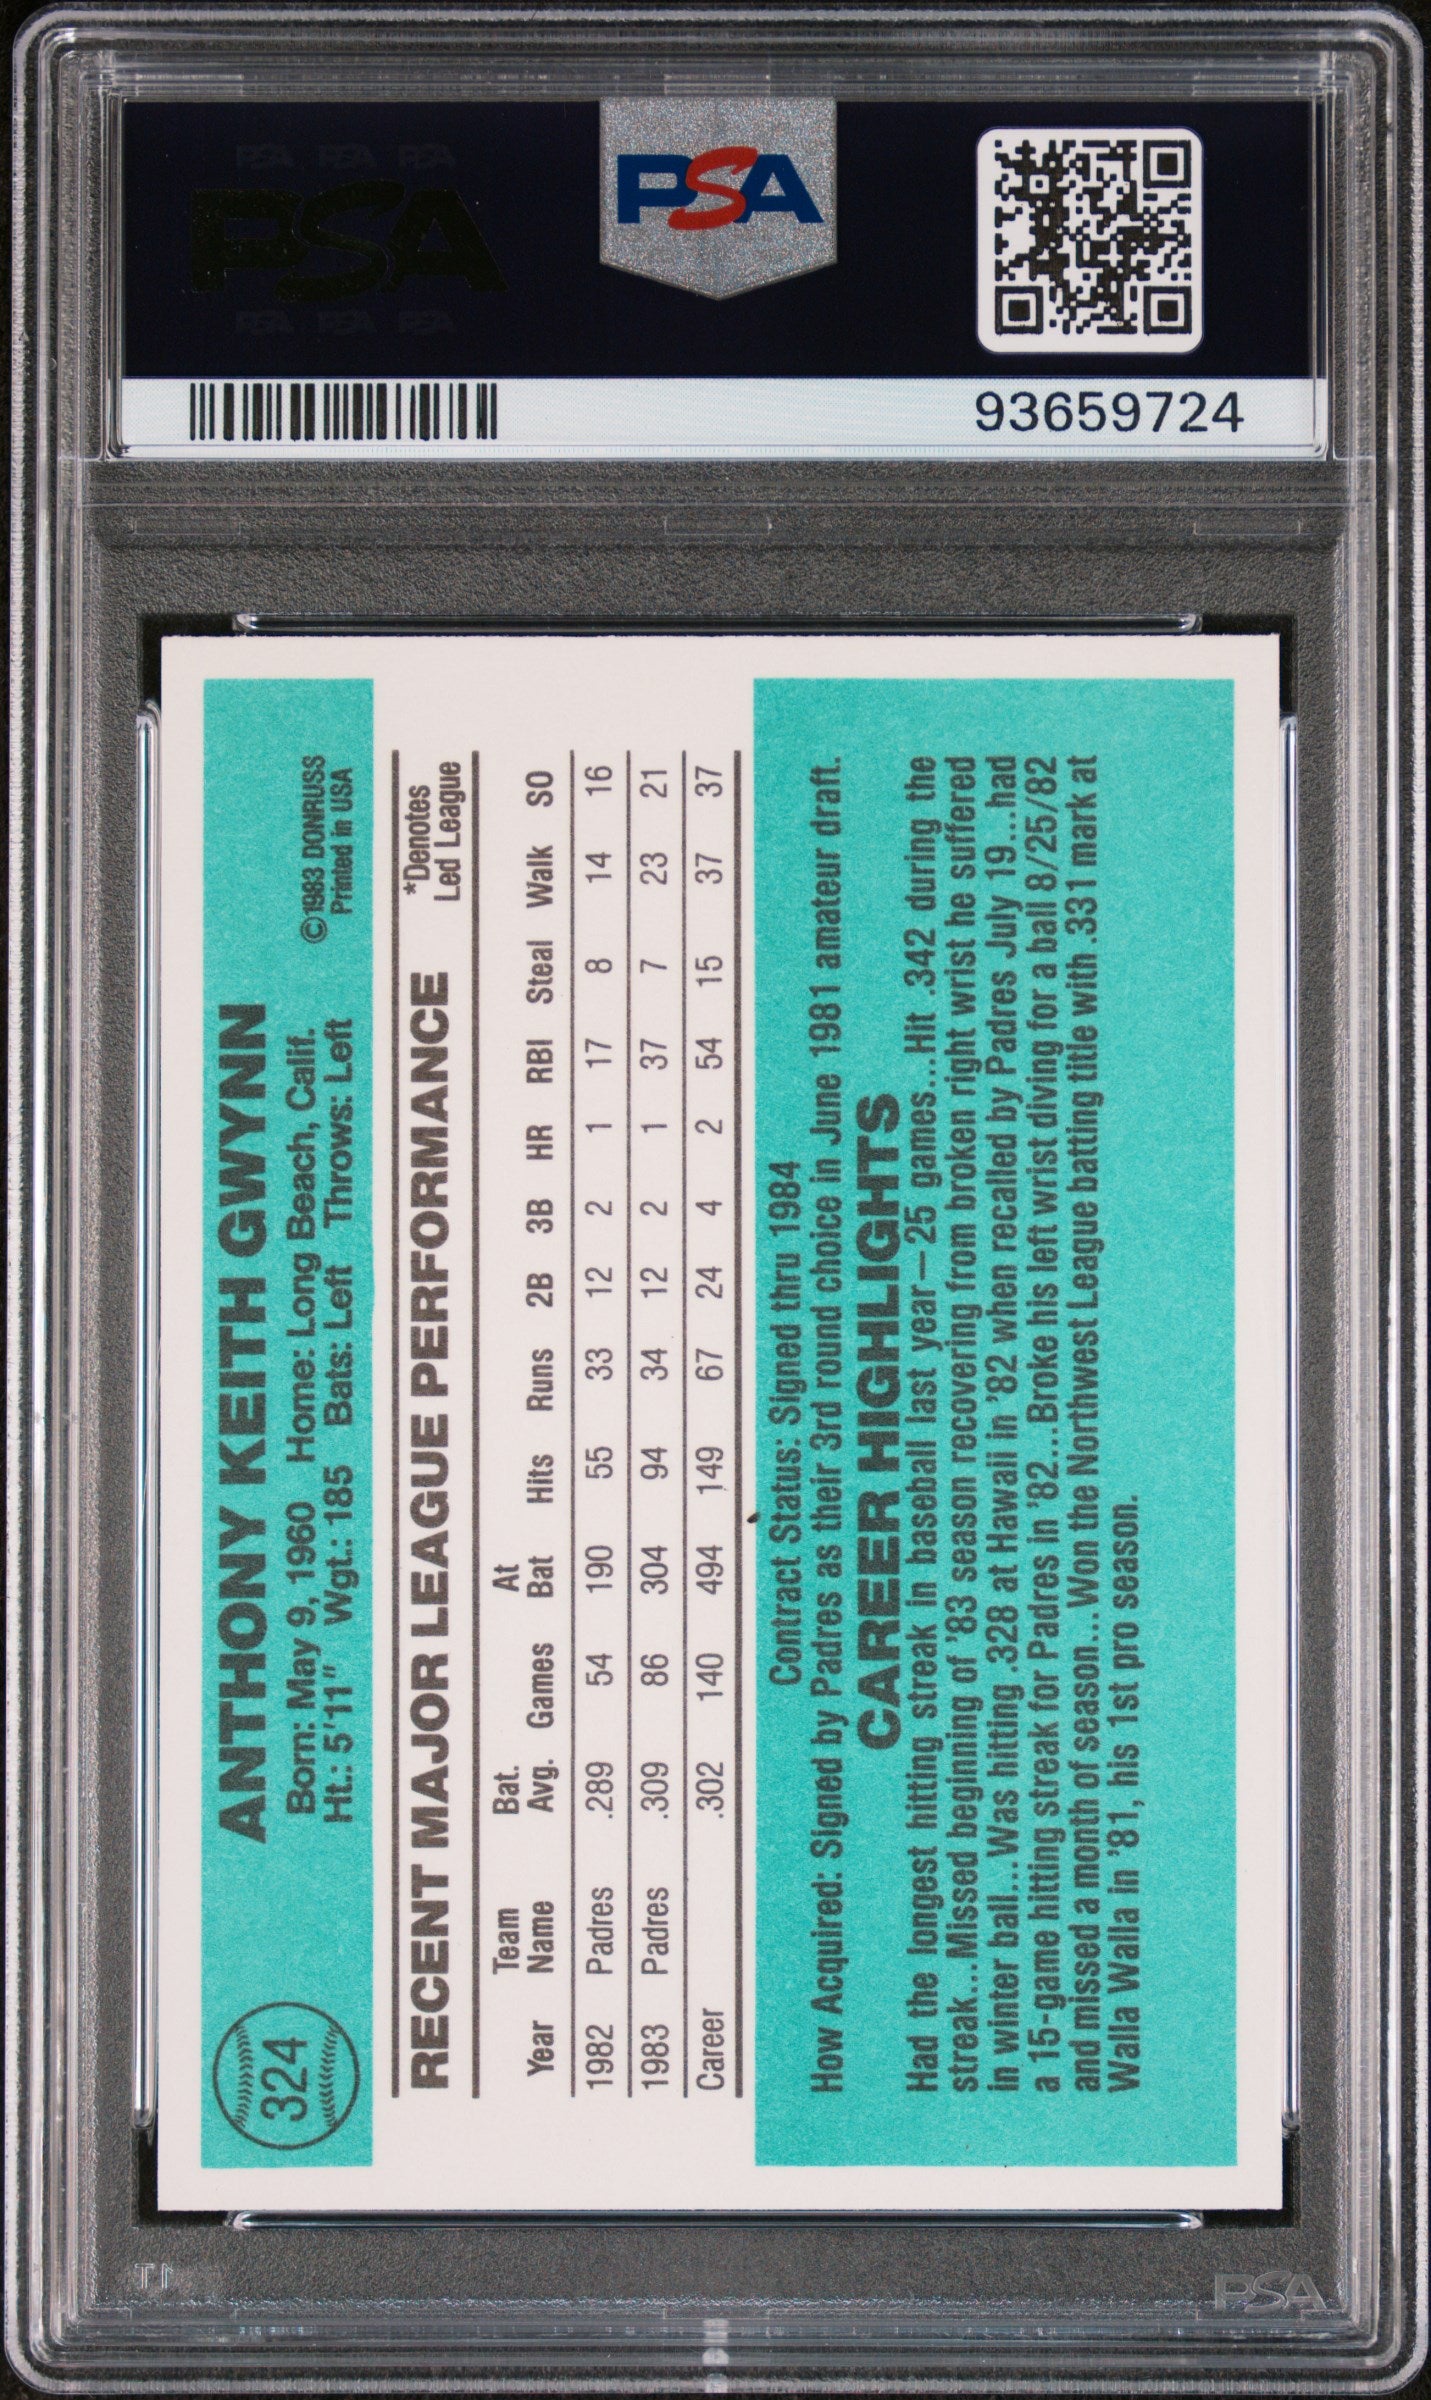 PSA PSA PSA
PSA
PSA PSA PSA
PSA
93659724
324
ANTHONY KEITH GWYNN
Born: May 9, 1960 Home: Long Beach, Calif.
Ht.: 5'11" Wgt.: 185 Bats: Left Throws: Left
©1983 DONRUSS
Printed in USA
RECENT MAJOR LEAGUE PERFORMANCE
*Denotes
Led League
Year Team Name Bat. Avg. Games At Bat Hits Runs 2B 3B HR RBI Steal Walk SO
1982 Padres .289 54 190 55 33 12 2 1 17 8 14 16
1983 Padres .309 86 304 94 34 12 2 1 37 7 23 21
Career .302 140 494 149 67 24 4 2 54 15 37 37
Contract Status: Signed thru 1984
How Acquired: Signed by Padres as their 3rd round choice in June 1981 amateur draft.
CAREER HIGHLIGHTS
Had the longest hitting streak in baseball last year—25 games...Hit .342 during the
streak...Missed beginning of '83 season recovering from broken right wrist he suffered
in winter ball...Was hitting .328 at Hawaii in '82 when recalled by Padres July 19...had
a 15-game hitting streak for Padres in '82...Broke his left wrist diving for a ball 8/25/82
and missed a month of season...Won the Northwest League batting title with .331 mark at
Walla Walla in '81, his 1st pro season.
T1
PSA